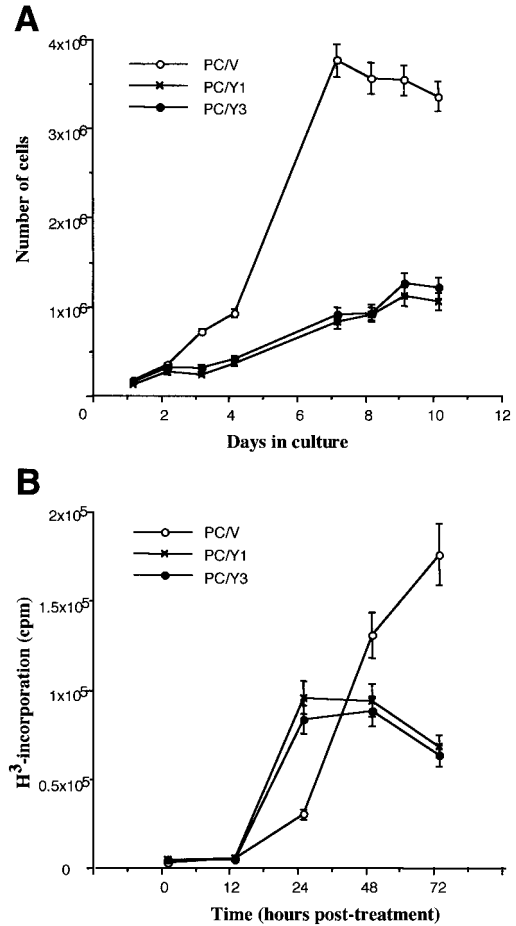 A
4x10⁶
PC/V
PC/Y1
PC/Y3
3x10⁶
Number of cells
2x10⁶
1x10⁶
0 2 4 6 8 10 12
Days in culture
B
2x10⁵
PC/V
PC/Y1
PC/Y3
1.5x10⁵
H³-incorporation (cpm)
1x10⁵
0.5x10⁵
0
0 12 24 48 72
Time (hours post-treatment)